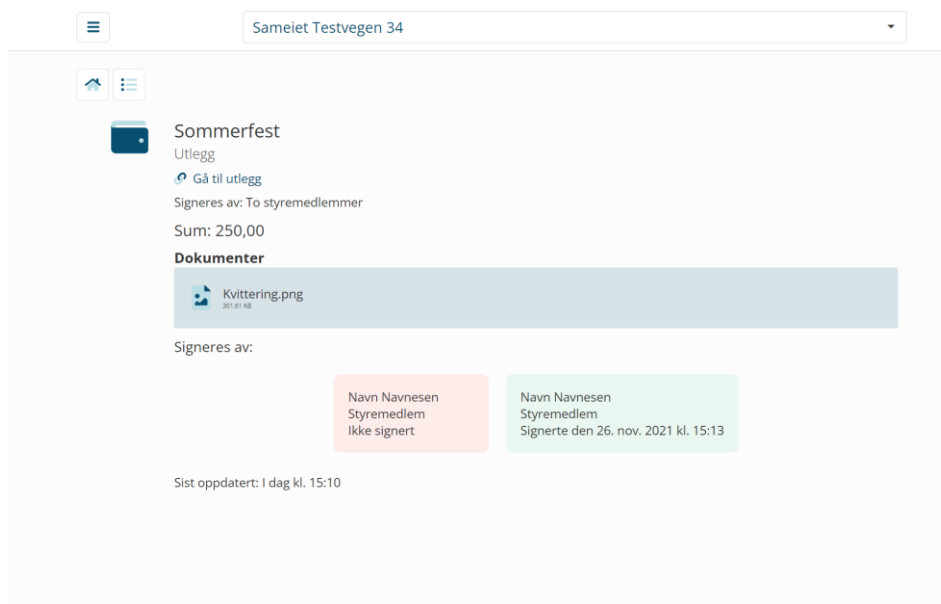 Sameiet Testvegen 34
Sommerfest
Utlegg
Gå til utlegg
Signeres av: To styremedlemmer
Sum: 250,00
Dokumenter
Kvittering.png
301.61 KB
Signeres av:
Navn Navnesen
Styremedlem
Ikke signert
Navn Navnesen
Styremedlem
Signerte den 26. nov. 2021 kl. 15:13
Sist oppdatert: I dag kl. 15:10